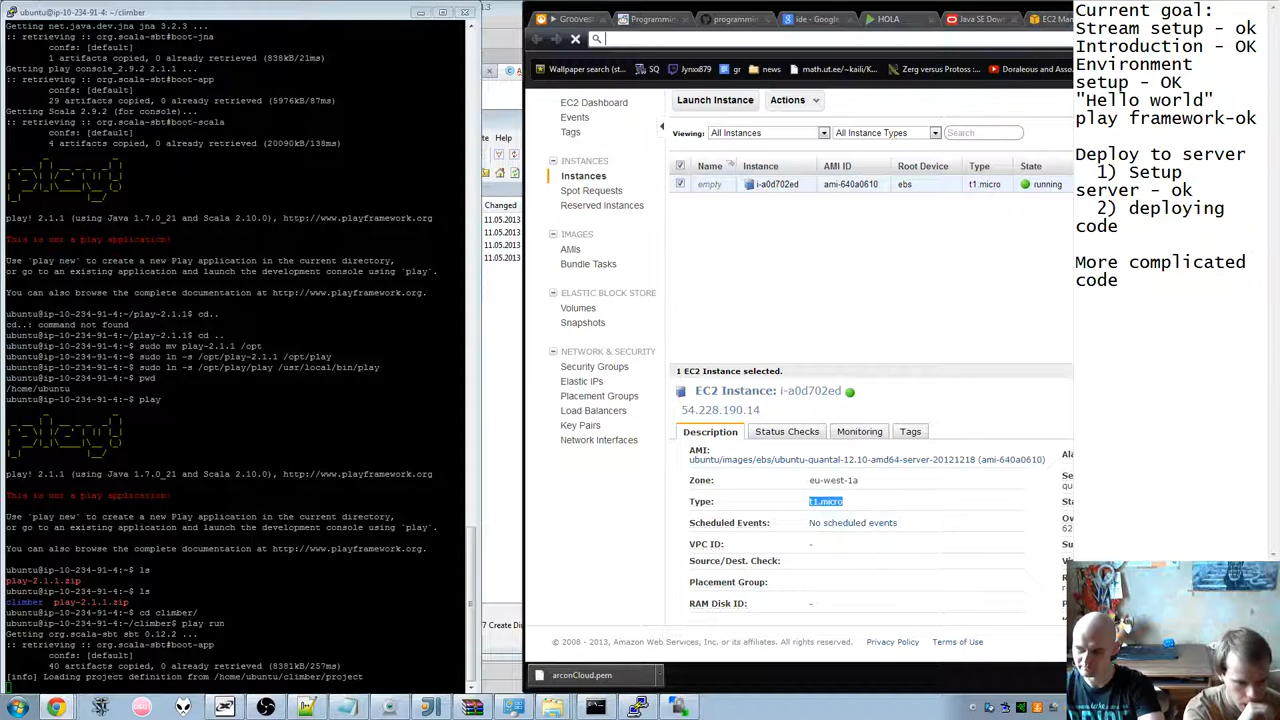 ubuntu@ip-10-234-91-4: ~/climber
Getting net.java.dev.jna jna 3.2.3 ...
:: retrieving :: org.scala-sbt#boot-jna
confs: [default]
1 artifacts copied, 0 already retrieved (838kB/21ms)
Getting play console_2.9.2 2.1.1 ...
:: retrieving :: org.scala-sbt#boot-app
confs: [default]
29 artifacts copied, 0 already retrieved (5976kB/87ms)
Getting Scala 2.9.2 (for console)...
:: retrieving :: org.scala-sbt#boot-scala
confs: [default]
4 artifacts copied, 0 already retrieved (20090kB/138ms)
play!
play! 2.1.1 (using Java 1.7.0_21 and Scala 2.10.0), http://www.playframework.org
This is not a play application!
Use `play new` to create a new Play application in the current directory,
or go to an existing application and launch the development console using `play`.
You can also browse the complete documentation at http://www.playframework.org.
ubuntu@ip-10-234-91-4:~/play-2.1.1$ cd..
cd..: command not found
ubuntu@ip-10-234-91-4:~/play-2.1.1$ cd ..
ubuntu@ip-10-234-91-4:~$ sudo mv play-2.1.1 /opt
ubuntu@ip-10-234-91-4:~$ sudo ln -s /opt/play-2.1.1 /opt/play
ubuntu@ip-10-234-91-4:~$ sudo ln -s /opt/play/play /usr/local/bin/play
ubuntu@ip-10-234-91-4:~$ pwd
/home/ubuntu
ubuntu@ip-10-234-91-4:~$ play
play!
play! 2.1.1 (using Java 1.7.0_21 and Scala 2.10.0), http://www.playframework.org
This is not a play application!
Use `play new` to create a new Play application in the current directory,
or go to an existing application and launch the development console using `play`.
You can also browse the complete documentation at http://www.playframework.org.
ubuntu@ip-10-234-91-4:~$ ls
play-2.1.1.zip
ubuntu@ip-10-234-91-4:~$ ls
climber play-2.1.1.zip
ubuntu@ip-10-234-91-4:~$ cd climber/
ubuntu@ip-10-234-91-4:~/climber$ play run
Getting org.scala-sbt sbt 0.12.2 ...
:: retrieving :: org.scala-sbt#boot-app
confs: [default]
40 artifacts copied, 0 already retrieved (8381kB/257ms)
[info] Loading project definition from /home/ubuntu/climber/project
Help
Changed
11.05.2013
11.05.2013
11.05.2013
11.05.2013
7 Create Dir
Grooves
Programmin
programmin
ide - Google
HOLA
Java SE Down
EC2 Man
Wallpaper search (st
SQ
Jynxx89
gr
news
math.ut.ee/~kaili/K
Zerg versus Protoss
Doraleous and Asso
EC2 Dashboard
Events
Tags
INSTANCES
Instances
Spot Requests
Reserved Instances
IMAGES
AMIs
Bundle Tasks
ELASTIC BLOCK STORE
Volumes
Snapshots
NETWORK & SECURITY
Security Groups
Elastic IPs
Placement Groups
Load Balancers
Key Pairs
Network Interfaces
Launch Instance
Actions
Viewing: All Instances All Instance Types Search
Name Instance AMI ID Root Device Type State
empty i-a0d702ed ami-640a0610 ebs t1.micro running
1 EC2 Instance selected.
EC2 Instance: i-a0d702ed
54.228.190.14
Description Status Checks Monitoring Tags
AMI:
ubuntu/images/ebs/ubuntu-quantal-12.10-amd64-server-20121218 (ami-640a0610)
Zone: eu-west-1a
Type: t1.micro
Scheduled Events: No scheduled events
VPC ID: -
Source/Dest. Check:
Placement Group:
RAM Disk ID: -
© 2008 - 2013, Amazon Web Services, Inc. or its affiliates. All rights reserved. Privacy Policy Terms of Use
arconCloud.pem
Current goal:
Stream setup - ok
Introduction - OK
Environment
setup - OK
"Hello world"
play framework-ok
Deploy to server
1) Setup
server - ok
2) deploying
code
More complicated
code